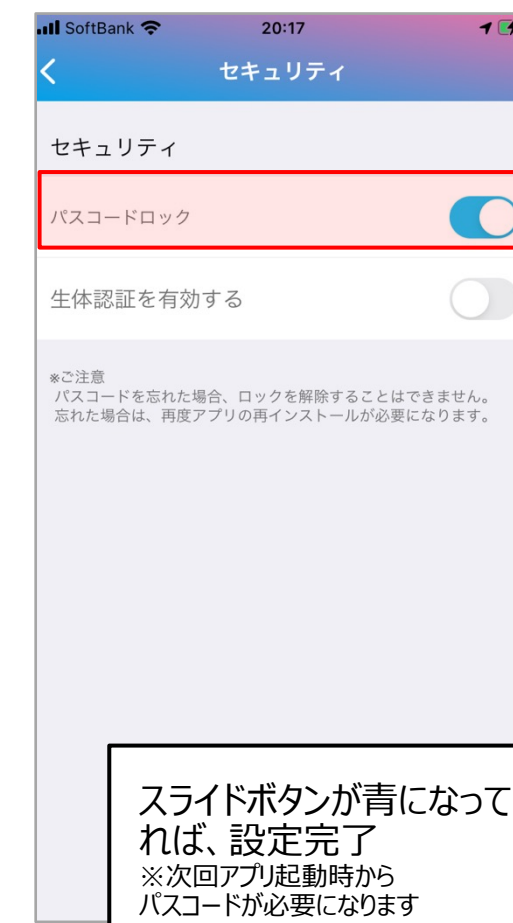 SoftBank 20:17
セキュリティ
セキュリティ
パスコードロック
生体認証を有効する
※ご注意
パスコードを忘れた場合、ロックを解除することはできません。
忘れた場合は、再度アプリの再インストールが必要になります。
スライドボタンが青になって
れば、設定完了
※次回アプリ起動時から
パスコードが必要になります